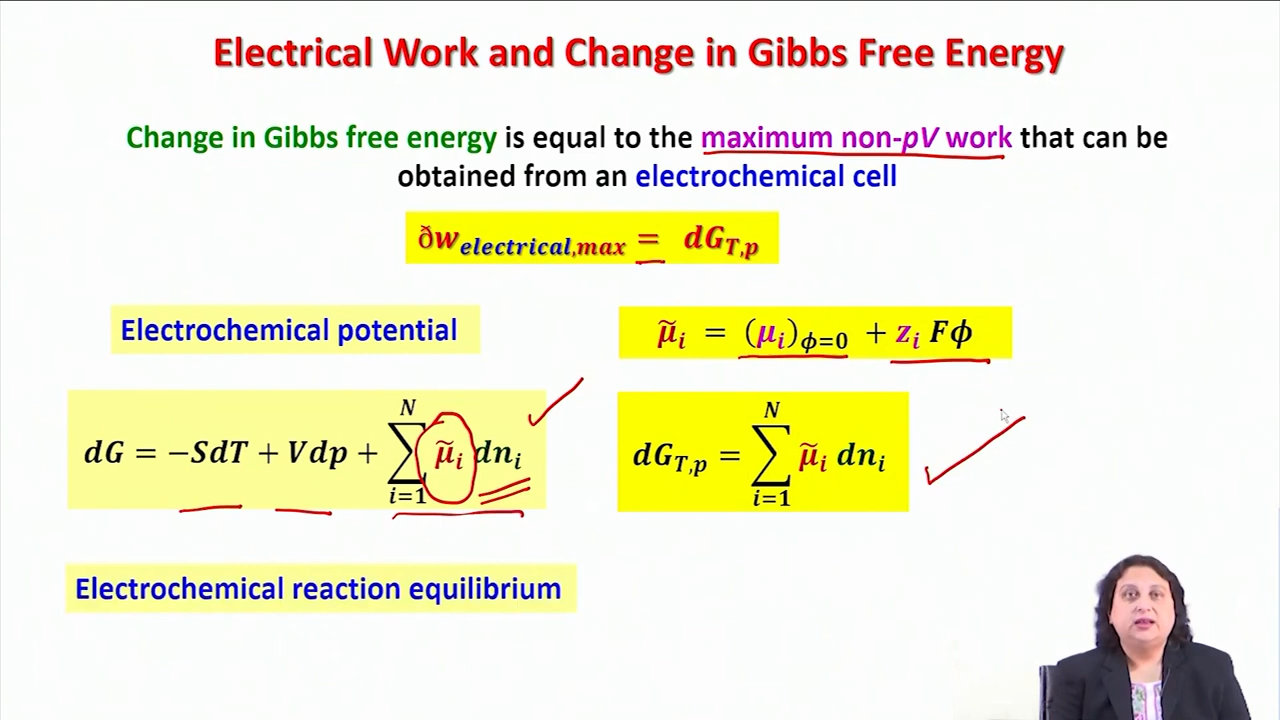 Electrical Work and Change in Gibbs Free Energy
Change in Gibbs free energy is equal to the maximum non-pV work that can be
obtained from an electrochemical cell
ðw_electrical,max = dG_T,p
Electrochemical potential
μ̃_i = (μ_i)_ϕ=0 + z_i Fϕ
dG = −SdT + Vdp + ∑_{i=1}^{N} μ̃_i dn_i
dG_T,p = ∑_{i=1}^{N} μ̃_i dn_i
Electrochemical reaction equilibrium